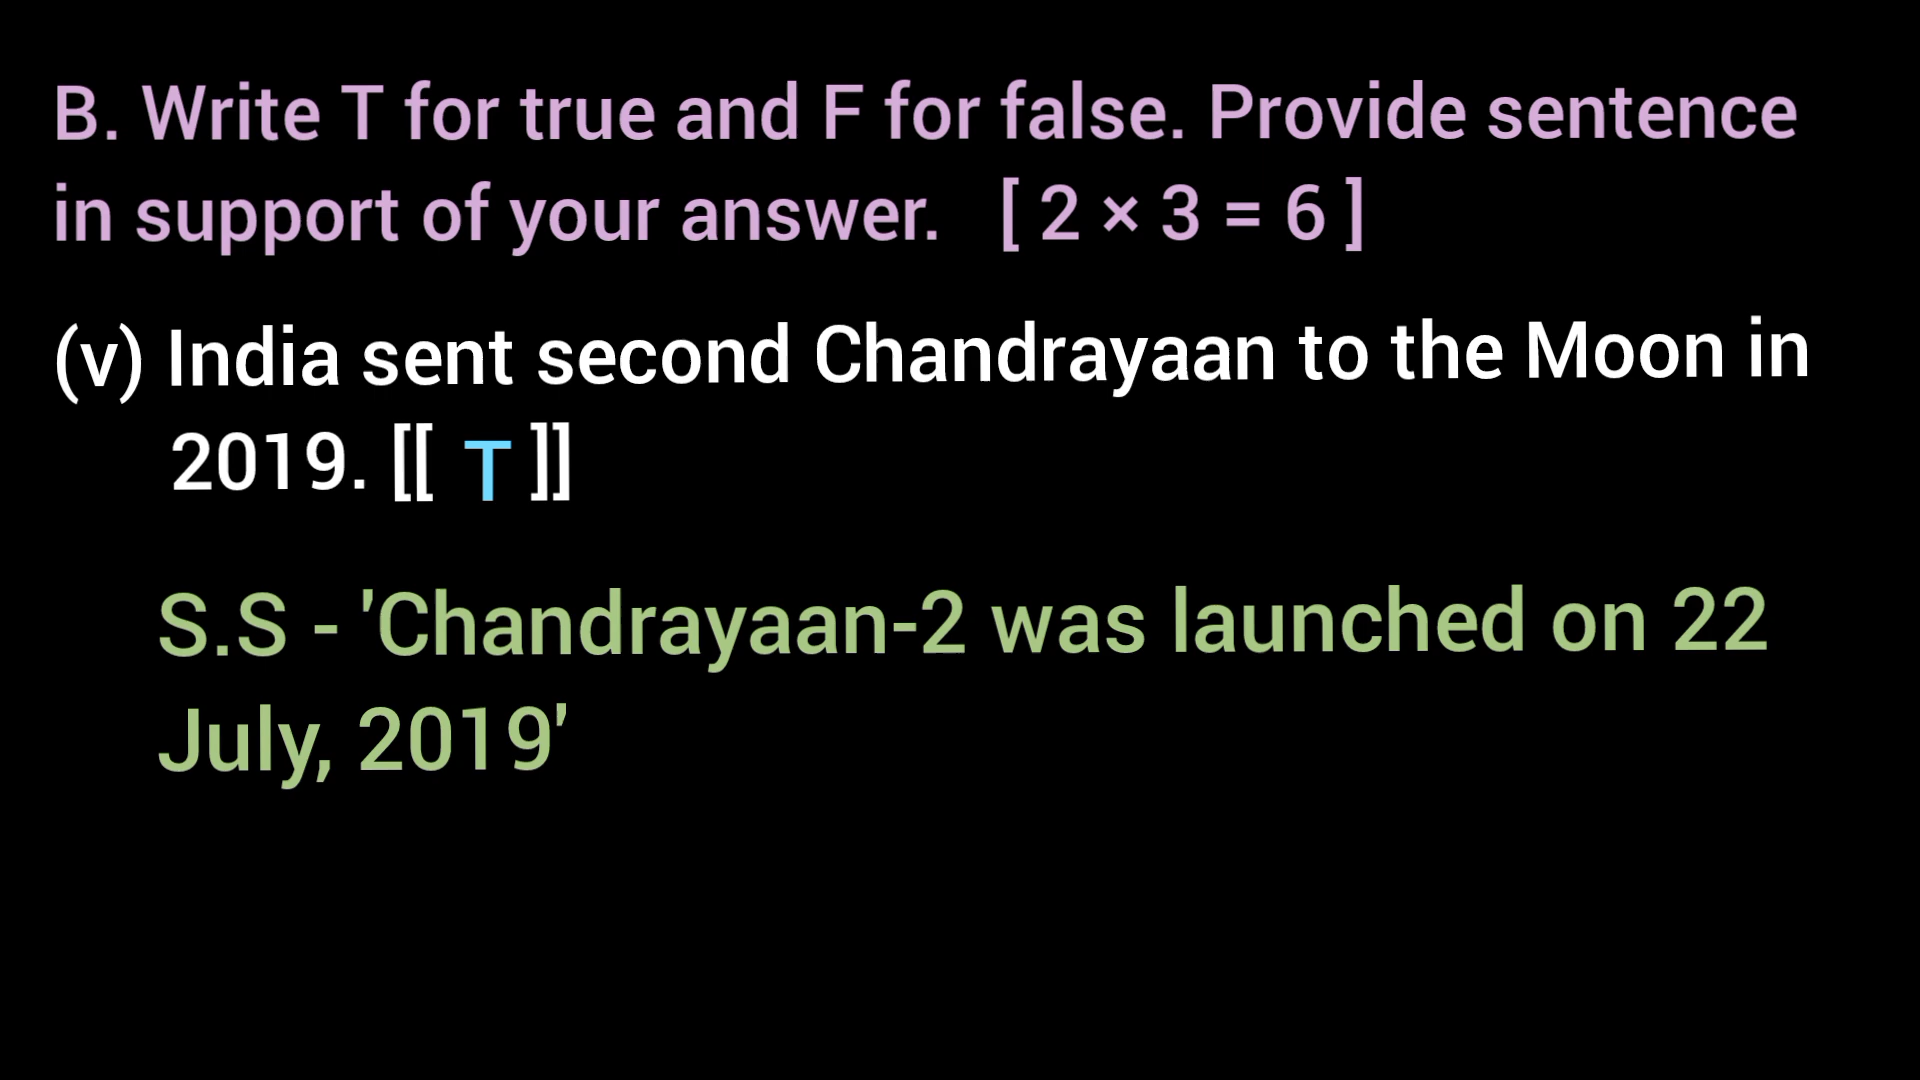 B. Write T for true and F for false. Provide sentence
in support of your answer. [ 2 × 3 = 6 ]
(v) India sent second Chandrayaan to the Moon in
2019. [[ T ]]
S.S - 'Chandrayaan-2 was launched on 22
July, 2019'